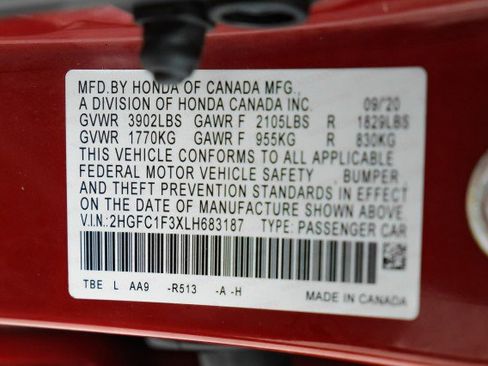 MFD.BY HONDA OF CANADA MFG.,
A DIVISION OF HONDA CANADA INC. 09/20
GVWR 3902LBS GAWR F 2105LBS R 1829LBS
GVWR 1770KG GAWR F 955KG R 830KG
THIS VEHICLE CONFORMS TO ALL APPLICABLE
FEDERAL MOTOR VEHICLE SAFETY , BUMPER ,
AND THEFT PREVENTION STANDARDS IN EFFECT
ON THE DATE OF MANUFACTURE SHOWN ABOVE.
V.I.N.:2HGFC1F3XLH683187 TYPE: PASSENGER CAR
TBE L AA9 -R513 -A -H
MADE IN CANADA